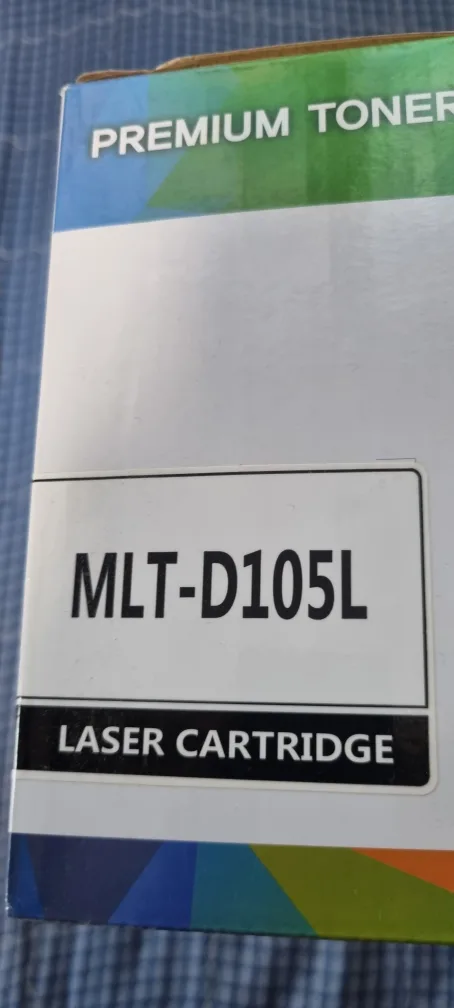 PREMIUM TONER
MLT-D105L
LASER CARTRIDGE